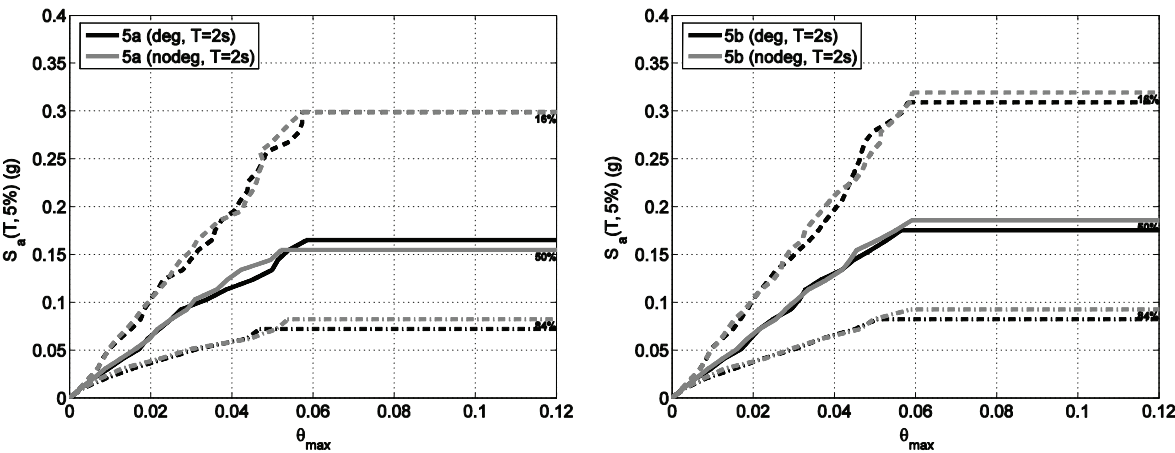 0.4
0.35
0.3
0.25
0.2
0.15
0.1
0.05
0
S_a(T, 5%) (g)
5a (deg, T=2s)
5a (nodeg, T=2s)
16%
50%
84%
0 0.02 0.04 0.06 0.08 0.1 0.12
θ_max
0.4
0.35
0.3
0.25
0.2
0.15
0.1
0.05
0
S_a(T, 5%) (g)
5b (deg, T=2s)
5b (nodeg, T=2s)
16%
50%
84%
0 0.02 0.04 0.06 0.08 0.1 0.12
θ_max